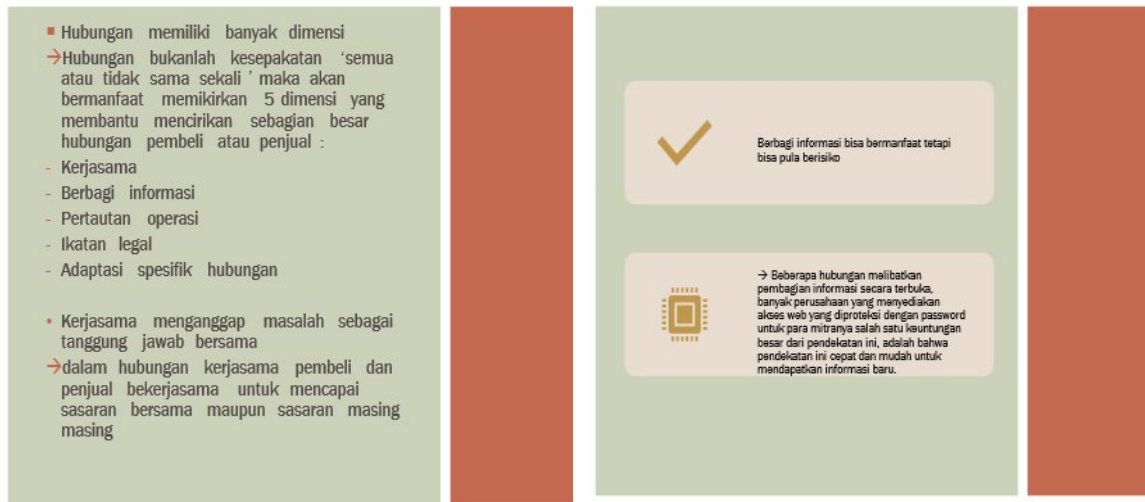 ▪ Hubungan memiliki banyak dimensi
→Hubungan bukanlah kesepakatan 'semua
atau tidak sama sekali ' maka akan
bermanfaat memikirkan 5 dimensi yang
membantu mencirikan sebagian besar
hubungan pembeli atau penjual :
- Kerjasama
- Berbagi informasi
- Pertautan operasi
- Ikatan legal
- Adaptasi spesifik hubungan
• Kerjasama menganggap masalah sebagai
tanggung jawab bersama
→dalam hubungan kerjasama pembeli dan
penjual bekerjasama untuk mencapai
sasaran bersama maupun sasaran masing
masing
Berbagi informasi bisa bermanfaat tetapi
bisa pula berisiko
→ Beberapa hubungan melibatkan
pembagian informasi secara terbuka,
banyak perusahaan yang menyediakan
akses web yang diproteksi dengan password
untuk para mitranya salah satu keuntungan
besar dari pendekatan ini, adalah bahwa
pendekatan ini cepat dan mudah untuk
mendapatkan informasi baru.